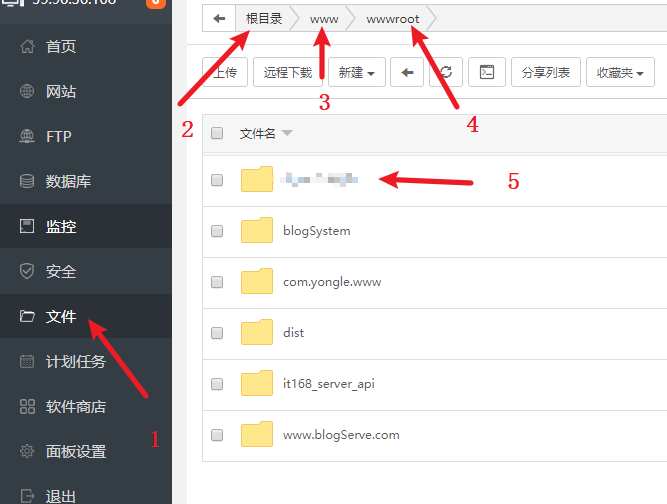 首页
网站
FTP
数据库
监控
安全
文件
计划任务
软件商店
面板设置
退出
1
根目录 www wwwroot
2
3
4
上传 远程下载 新建 分享列表 收藏夹
文件名
5
blogSystem
com.yongle.www
dist
it168_server_api
www.blogServe.com